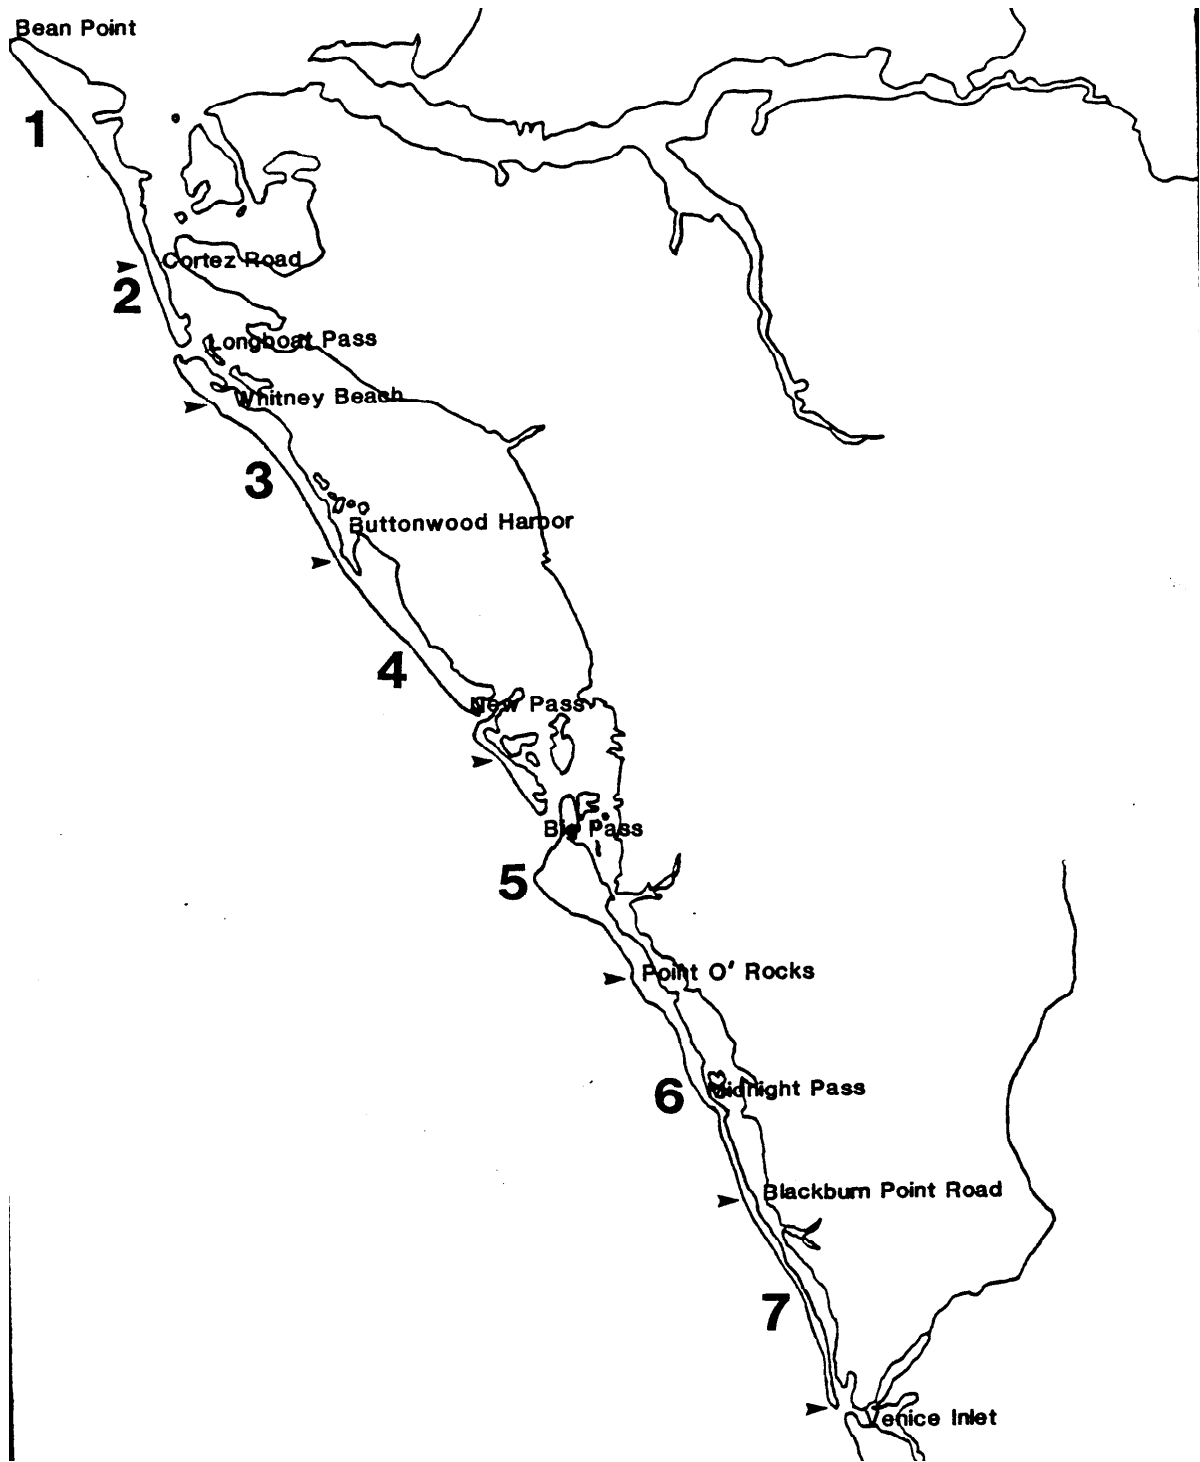 Bean Point
1
Cortez Road
2
Longboat Pass
Whitney Beach
3
Buttonwood Harbor
4
New Pass
Big Pass
5
Point O' Rocks
6
Midnight Pass
Blackburn Point Road
7
Venice Inlet